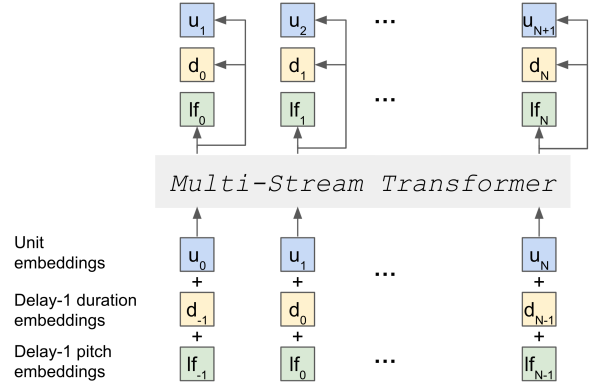 u1 u2 ... uN+1
d0 d1 dN
lf0 lf1 ... lfN
Multi-Stream Transformer
Unit
embeddings
u0 u1 ... uN
+ + +
Delay-1 duration
embeddings
d-1 d0 dN-1
+ + +
Delay-1 pitch
embeddings
lf-1 lf0 ... lfN-1